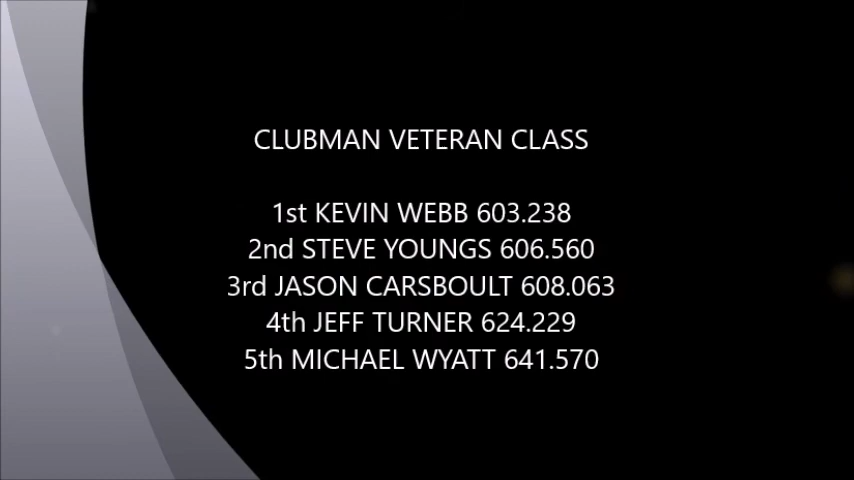 CLUBMAN VETERAN CLASS
1st KEVIN WEBB 603.238
2nd STEVE YOUNGS 606.560
3rd JASON CARSBOULT 608.063
4th JEFF TURNER 624.229
5th MICHAEL WYATT 641.570